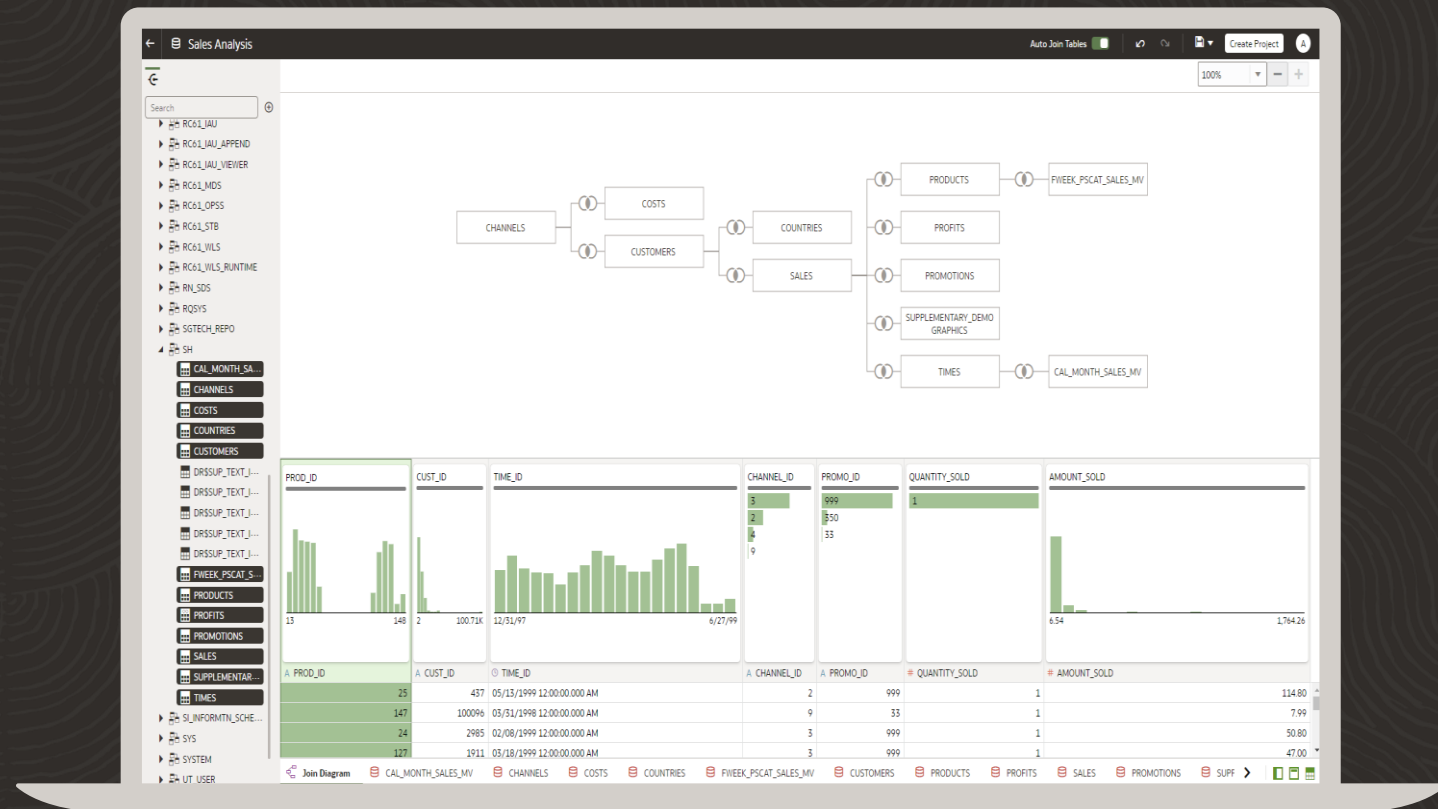 Sales Analysis
Auto Join Tables
Create Project
A
100%
Search
RC61_IAU
RC61_IAU_APPEND
RC61_IAU_VIEWER
RC61_MDS
RC61_OPSS
RC61_STB
RC61_WLS
RC61_WLS_RUNTIME
RN_SDS
RQSYS
SGTECH_REPO
SH
CAL_MONTH_SA...
CHANNELS
COSTS
COUNTRIES
CUSTOMERS
DR$SUP_TEXT_I...
DR$SUP_TEXT_I...
DR$SUP_TEXT_I...
DR$SUP_TEXT_I...
DR$SUP_TEXT_I...
FWEEK_PSCAT_S...
PRODUCTS
PROFITS
PROMOTIONS
SALES
SUPPLEMENTAR...
TIMES
SI_INFORMTN_SCHE...
SYS
SYSTEM
UT_USER
CHANNELS
COSTS
CUSTOMERS
COUNTRIES
SALES
PRODUCTS
FWEEK_PSCAT_SALES_MV
PROFITS
PROMOTIONS
SUPPLEMENTARY_DEMO
GRAPHICS
TIMES
CAL_MONTH_SALES_MV
PROD_ID CUST_ID TIME_ID CHANNEL_ID PROMO_ID QUANTITY_SOLD AMOUNT_SOLD
3 999 1
2 350
4 33
9
13 148 2 100.71K 12/31/97 6/27/99 6.54 1,764.26
A PROD_ID A CUST_ID TIME_ID A CHANNEL_ID A PROMO_ID # QUANTITY_SOLD # AMOUNT_SOLD
25 437 05/13/1999 12:00:00.000 AM 2 999 1 114.80
147 100096 03/31/1998 12:00:00.000 AM 9 33 1 7.99
24 2985 02/08/1999 12:00:00.000 AM 3 999 1 50.80
127 1911 03/18/1999 12:00:00.000 AM 3 999 1 47.00
Join Diagram CAL_MONTH_SALES_MV CHANNELS COSTS COUNTRIES FWEEK_PSCAT_SALES_MV CUSTOMERS PRODUCTS PROFITS SALES PROMOTIONS SUPF